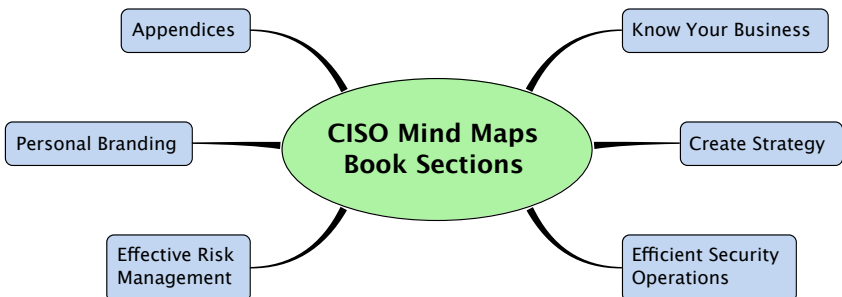 Appendices
Know Your Business
CISO Mind Maps
Book Sections
Personal Branding
Create Strategy
Effective Risk
Management
Efficient Security
Operations